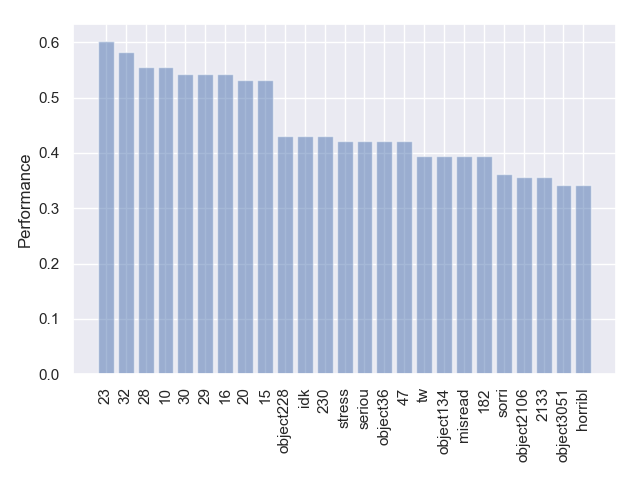 0.6
0.5
0.4
0.3
0.2
0.1
0.0
Performance
23
32
28
10
30
29
16
20
15
object228
idk
230
stress
seriou
object36
47
tw
object134
misread
182
sorri
object2106
2133
object3051
horribl